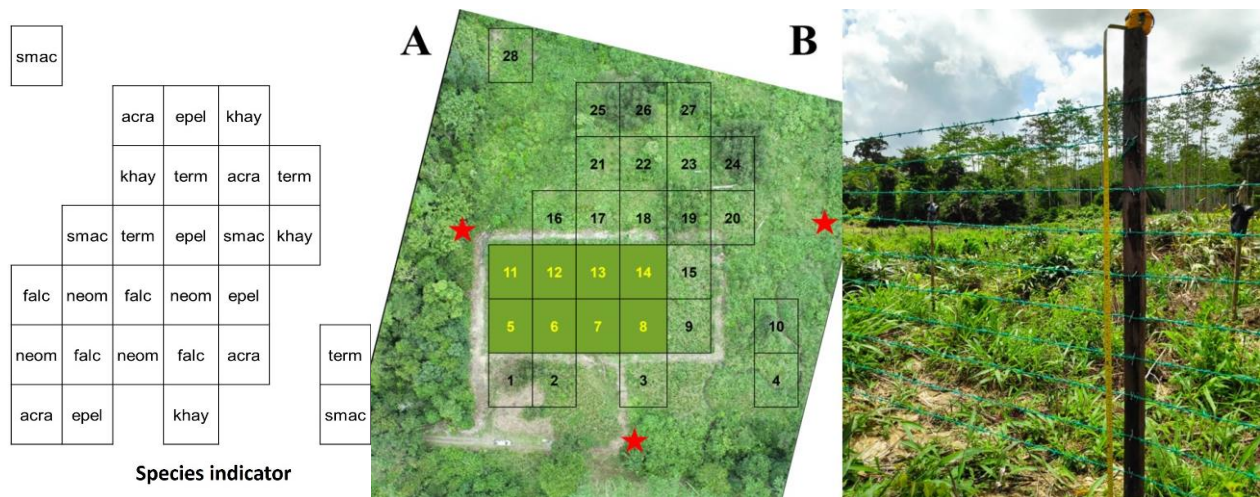 smac
acra epel khay
khay term acra term
smac term epel smac khay
falc neom falc neom epel
neom falc neom falc acra term
acra epel khay smac
Species indicator
A
28
25 26 27
21 22 23 24
16 17 18 19 20
11 12 13 14 15
5 6 7 8 9 10
1 2 3 4
B